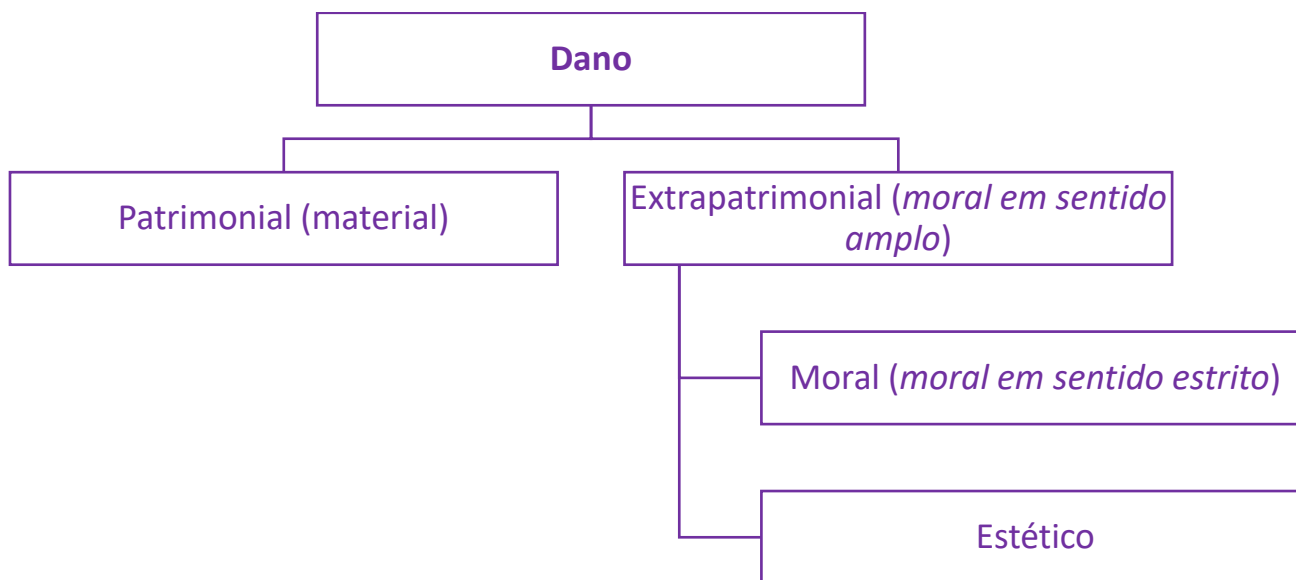 Dano
Patrimonial (material)
Extrapatrimonial (moral em sentido
amplo)
Moral (moral em sentido estrito)
Estético